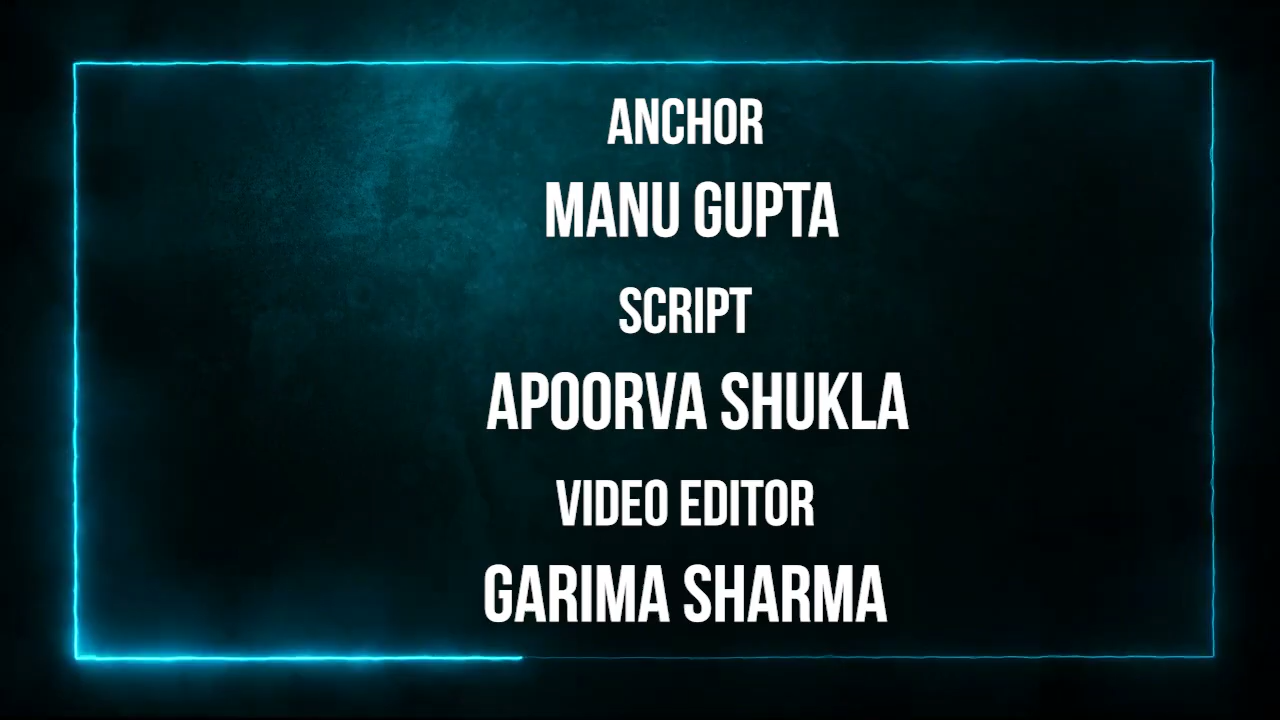 ANCHOR
MANU GUPTA
SCRIPT
APOORVA SHUKLA
VIDEO EDITOR
GARIMA SHARMA